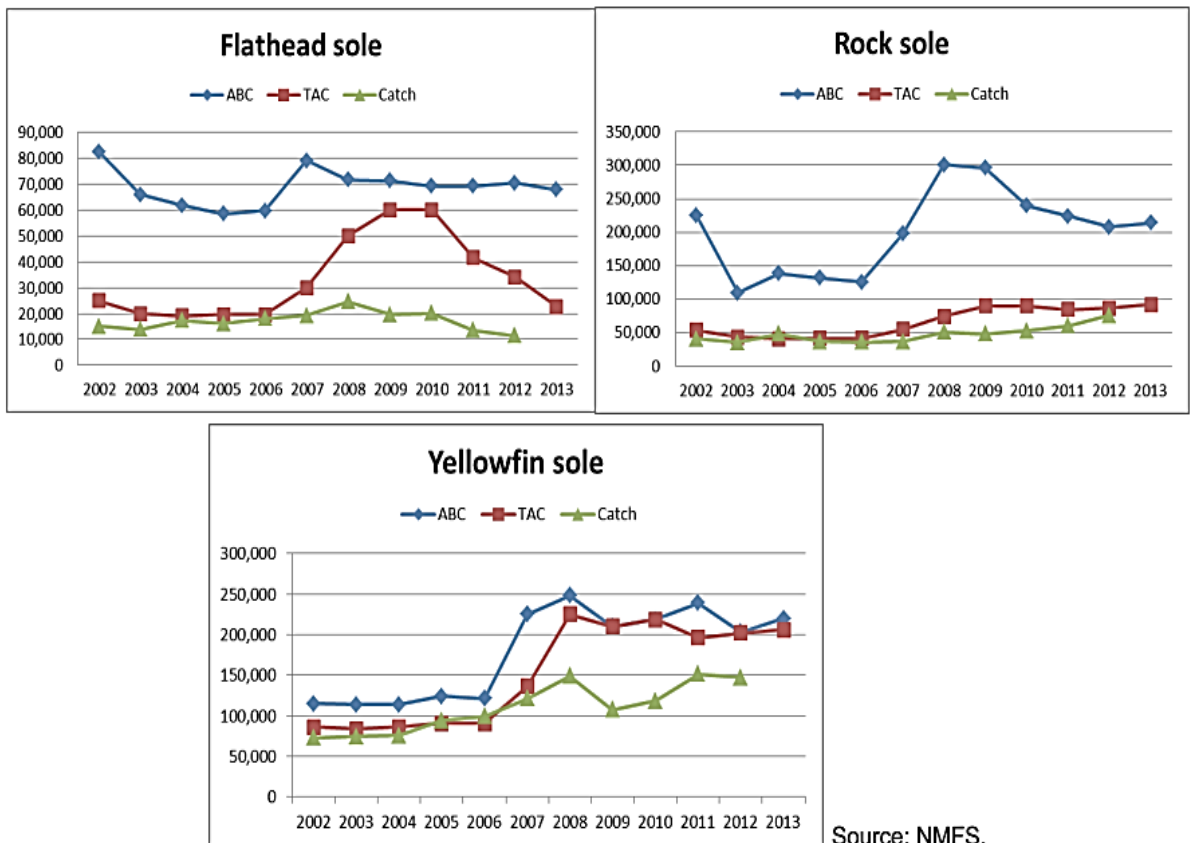 Flathead sole
ABC TAC Catch
90,000
80,000
70,000
60,000
50,000
40,000
30,000
20,000
10,000
0
2002 2003 2004 2005 2006 2007 2008 2009 2010 2011 2012 2013
Rock sole
ABC TAC Catch
350,000
300,000
250,000
200,000
150,000
100,000
50,000
0
2002 2003 2004 2005 2006 2007 2008 2009 2010 2011 2012 2013
Yellowfin sole
ABC TAC Catch
300,000
250,000
200,000
150,000
100,000
50,000
0
2002 2003 2004 2005 2006 2007 2008 2009 2010 2011 2012 2013
Source: NMFS.